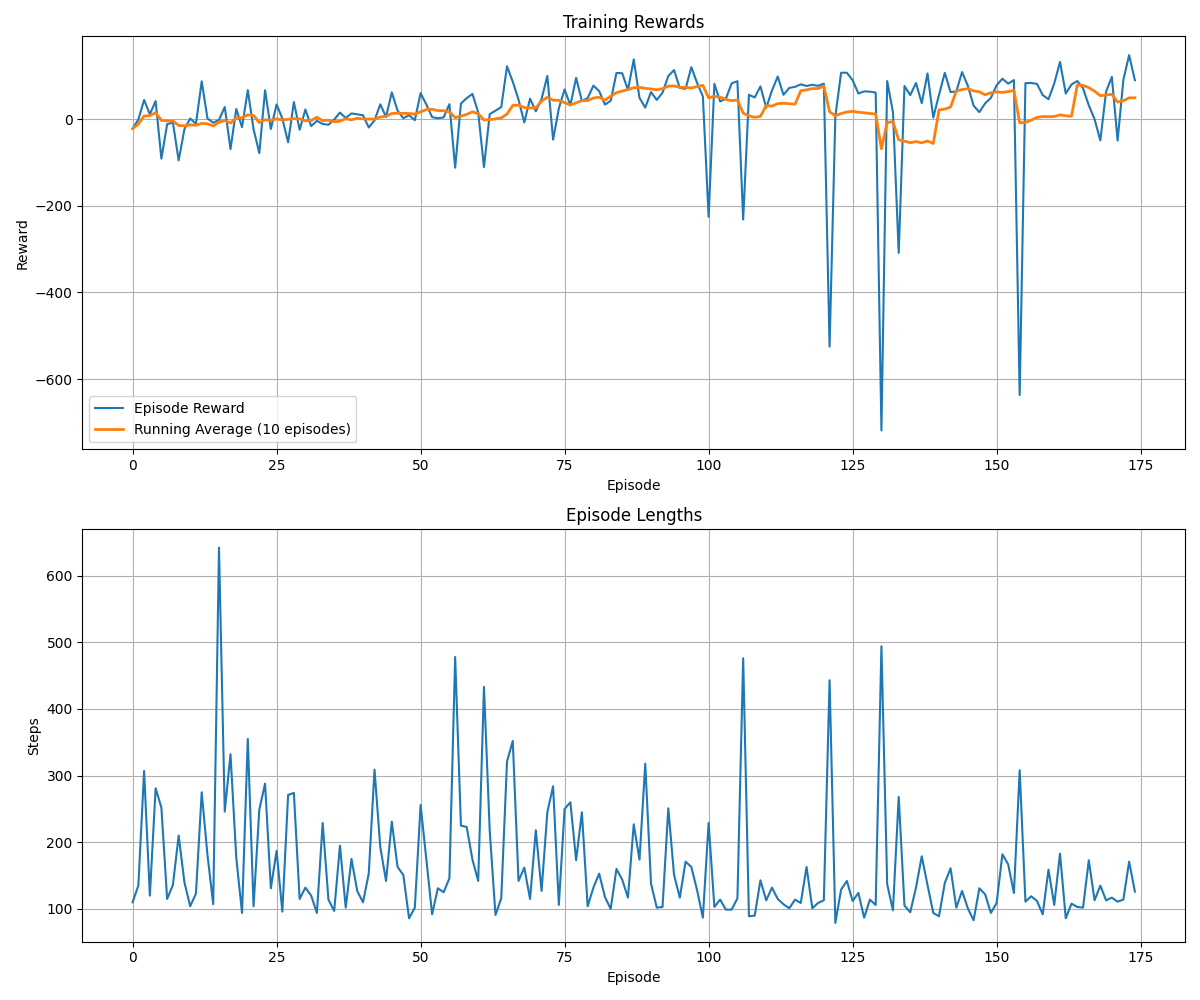 Training Rewards
0
−200
−400
−600
Reward
Episode Reward
Running Average (10 episodes)
0 25 50 75 100 125 150 175
Episode
Episode Lengths
600
500
400
300
200
100
Steps
0 25 50 75 100 125 150 175
Episode